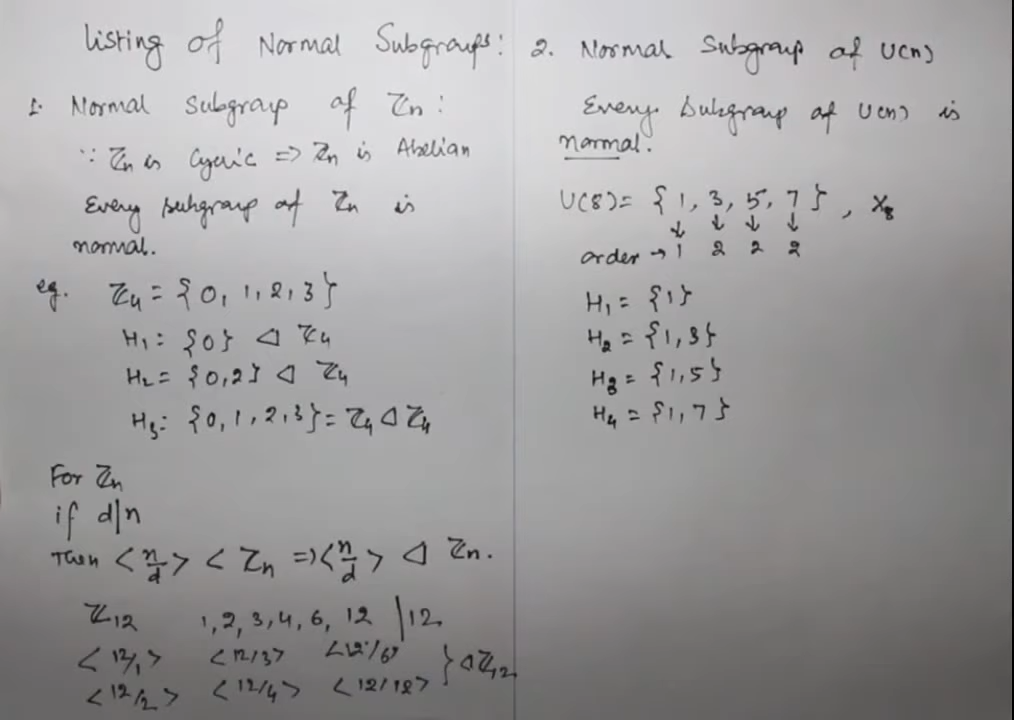 Listing of Normal Subgroups:
1. Normal Subgroup of Zn:
∵ Zn is Cyclic => Zn is Abelian
Every subgroup of Zn is
normal.
eg. Z4 = {0, 1, 2, 3}
H1 = {0} ◁ Z4
H2 = {0,2} ◁ Z4
H3 = {0, 1, 2, 3} = Z4 ◁ Z4
For Zn
if d|n
Then <n/d> < Zn => <n/d> ◁ Zn.
Z12 1, 2, 3, 4, 6, 12 | 12
<12/1> <12/3> <12/6> } ◁ Z12
<12/2> <12/4> <12/12>
2. Normal Subgroup of U(n)
Every Subgroup of U(n) is
normal.
U(8) = {1, 3, 5, 7}, X8
↓ ↓ ↓ ↓
order → 1 2 2 2
H1 = {1}
H2 = {1,3}
H3 = {1,5}
H4 = {1,7}